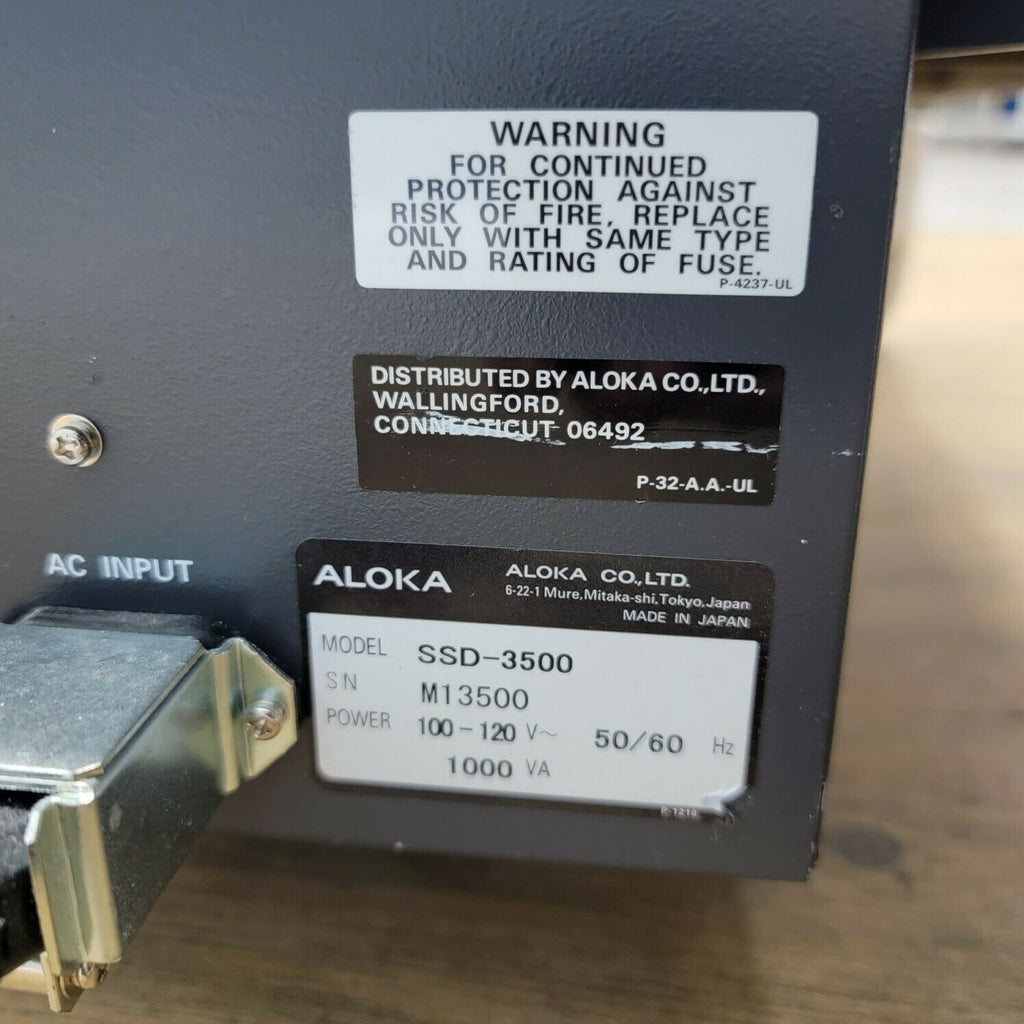 WARNING
FOR CONTINUED
PROTECTION AGAINST
RISK OF FIRE, REPLACE
ONLY WITH SAME TYPE
AND RATING OF FUSE.
P-4237-UL
DISTRIBUTED BY ALOKA CO.,LTD.,
WALLINGFORD,
CONNECTICUT 06492
P-32-A.A.-UL
AC INPUT
ALOKA
ALOKA CO.,LTD.
6-22-1 Mure,Mitaka-shi,Tokyo,Japan
MADE IN JAPAN
MODEL SSD-3500
SN M13500
POWER 100-120 V~ 50/60 Hz
1000 VA
P-1210